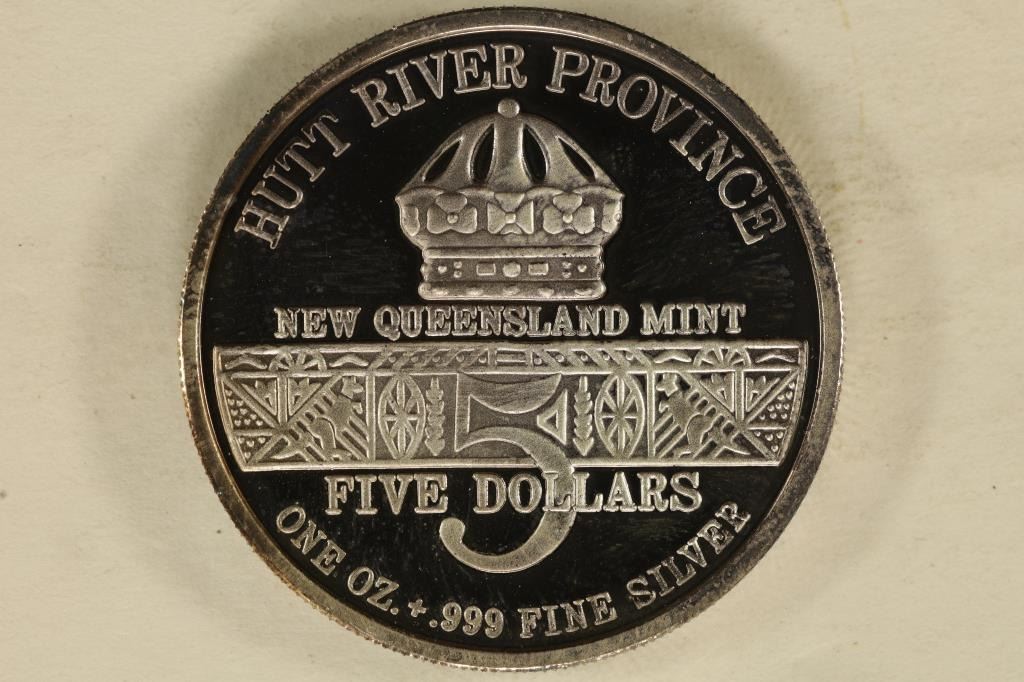 HUTT RIVER PROVINCE
NEW QUEENSLAND MINT
5
FIVE DOLLARS
ONE OZ. + .999 FINE SILVER